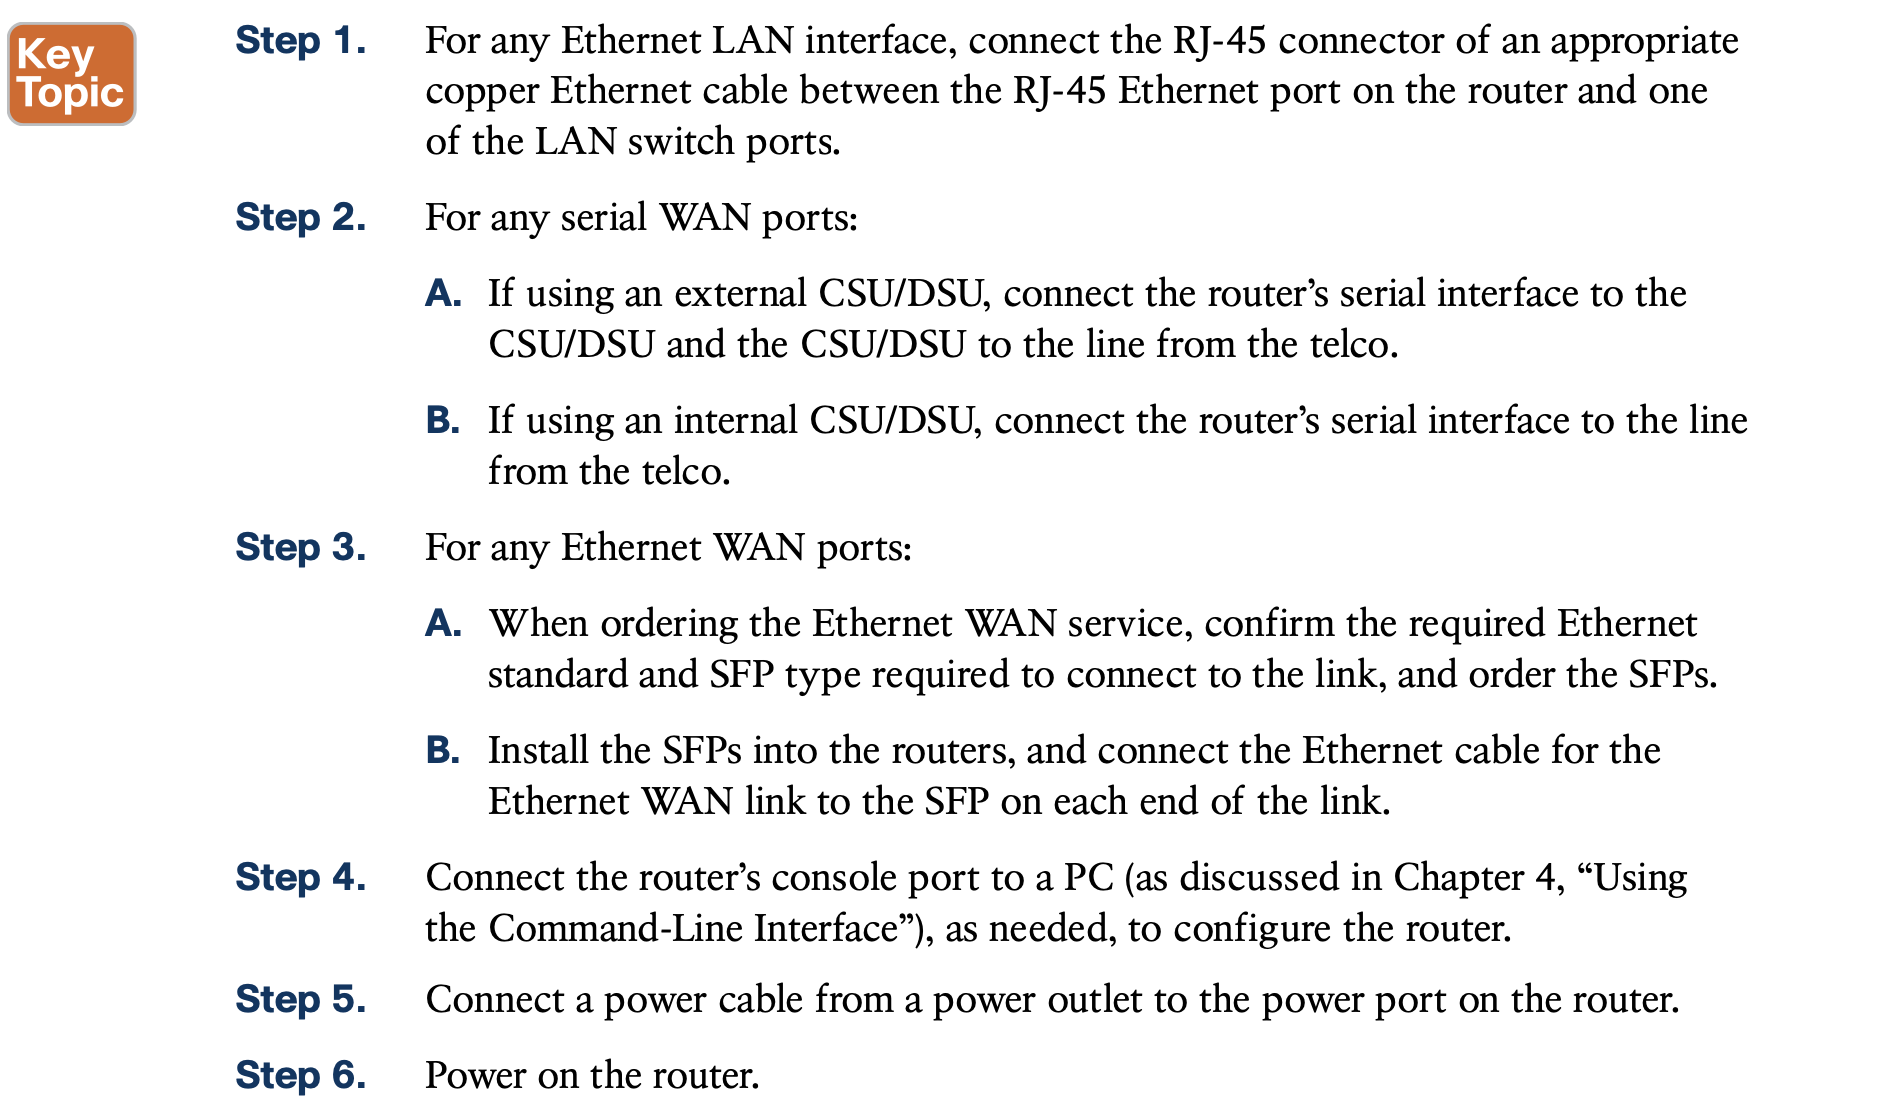 Key
Topic
Step 1. For any Ethernet LAN interface, connect the RJ-45 connector of an appropriate
copper Ethernet cable between the RJ-45 Ethernet port on the router and one
of the LAN switch ports.
Step 2. For any serial WAN ports:
A. If using an external CSU/DSU, connect the router’s serial interface to the
CSU/DSU and the CSU/DSU to the line from the telco.
B. If using an internal CSU/DSU, connect the router’s serial interface to the line
from the telco.
Step 3. For any Ethernet WAN ports:
A. When ordering the Ethernet WAN service, confirm the required Ethernet
standard and SFP type required to connect to the link, and order the SFPs.
B. Install the SFPs into the routers, and connect the Ethernet cable for the
Ethernet WAN link to the SFP on each end of the link.
Step 4. Connect the router’s console port to a PC (as discussed in Chapter 4, “Using
the Command-Line Interface”), as needed, to configure the router.
Step 5. Connect a power cable from a power outlet to the power port on the router.
Step 6. Power on the router.